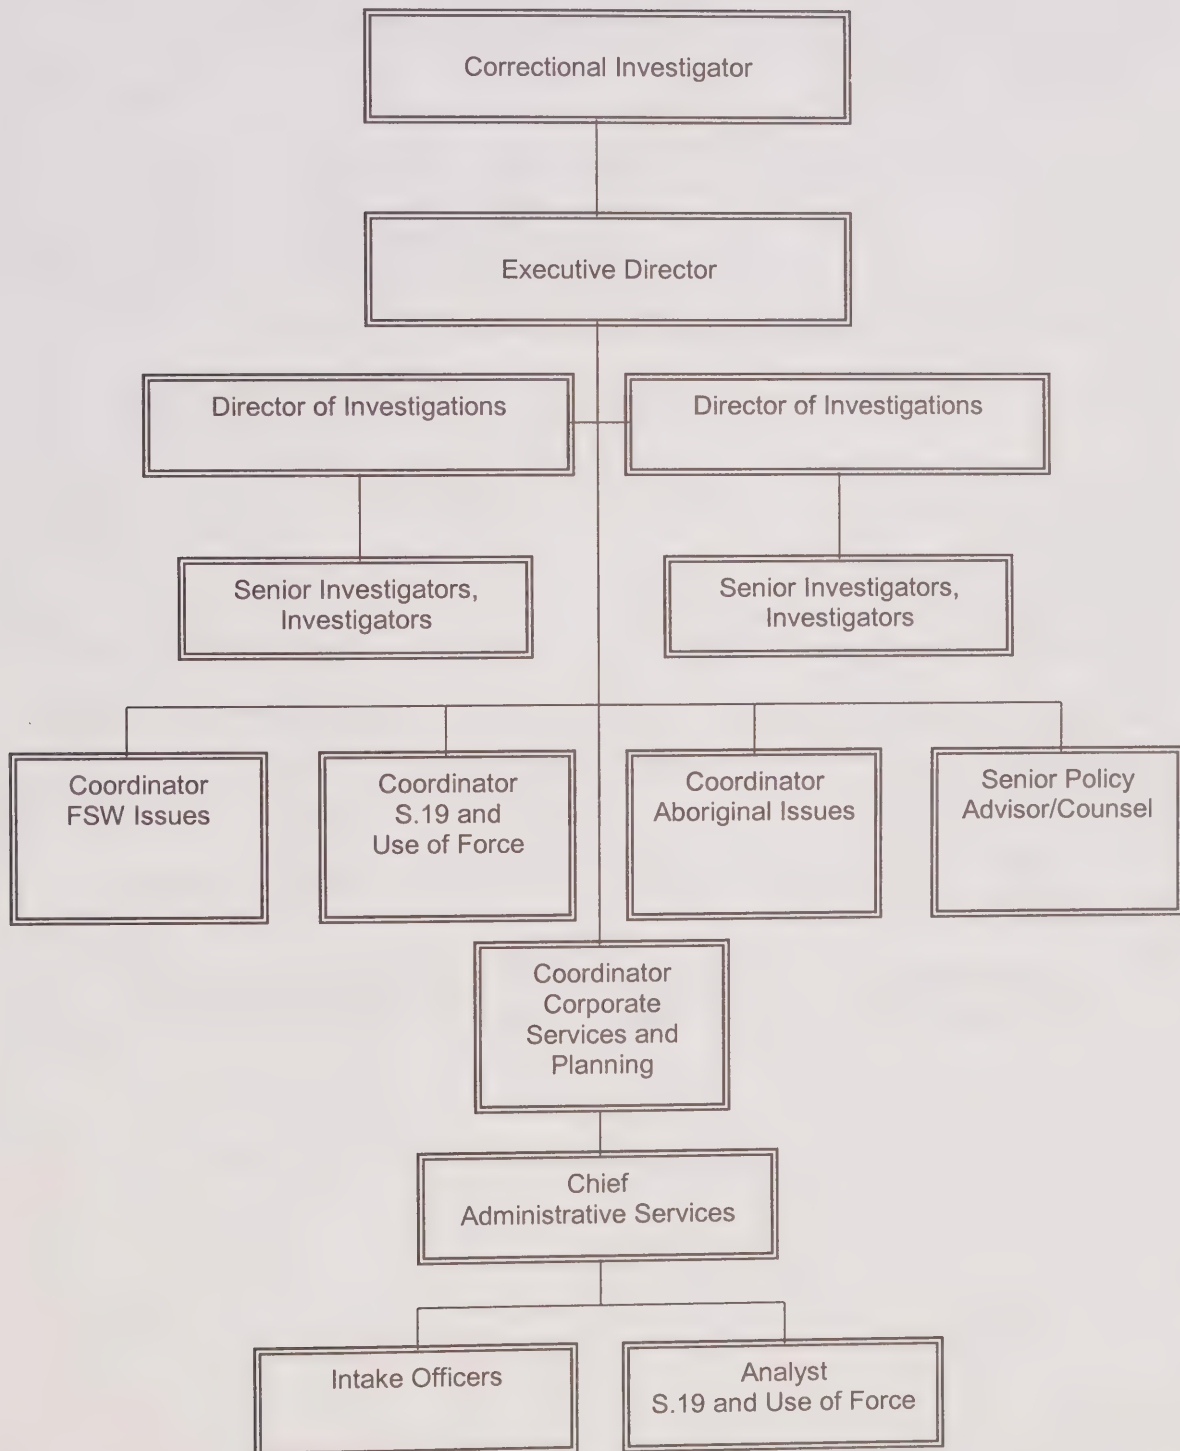 Correctional Investigator
Executive Director
Director of Investigations
Director of Investigations
Senior Investigators,
Investigators
Senior Investigators,
Investigators
Coordinator
FSW Issues
Coordinator
S.19 and
Use of Force
Coordinator
Aboriginal Issues
Senior Policy
Advisor/Counsel
Coordinator
Corporate
Services and
Planning
Chief
Administrative Services
Intake Officers
Analyst
S.19 and Use of Force